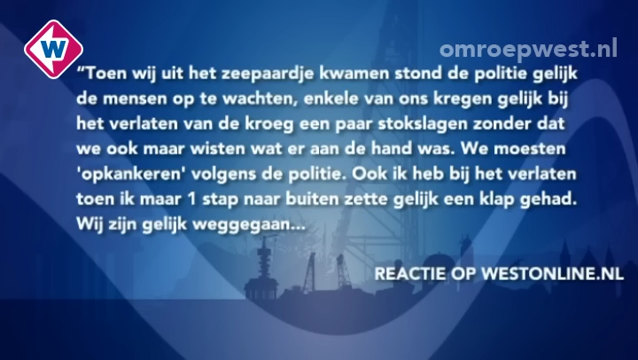 W
omroepwest.nl
“Toen wij uit het zeepaardje kwamen stond de politie gelijk
de mensen op te wachten, enkele van ons kregen gelijk bij
het verlaten van de kroeg een paar stokslagen zonder dat
we ook maar wisten wat er aan de hand was. We moesten
'opkankeren' volgens de politie. Ook ik heb bij het verlaten
toen ik maar 1 stap naar buiten zette gelijk een klap gehad.
Wij zijn gelijk weggegaan...
REACTIE OP WESTONLINE.NL